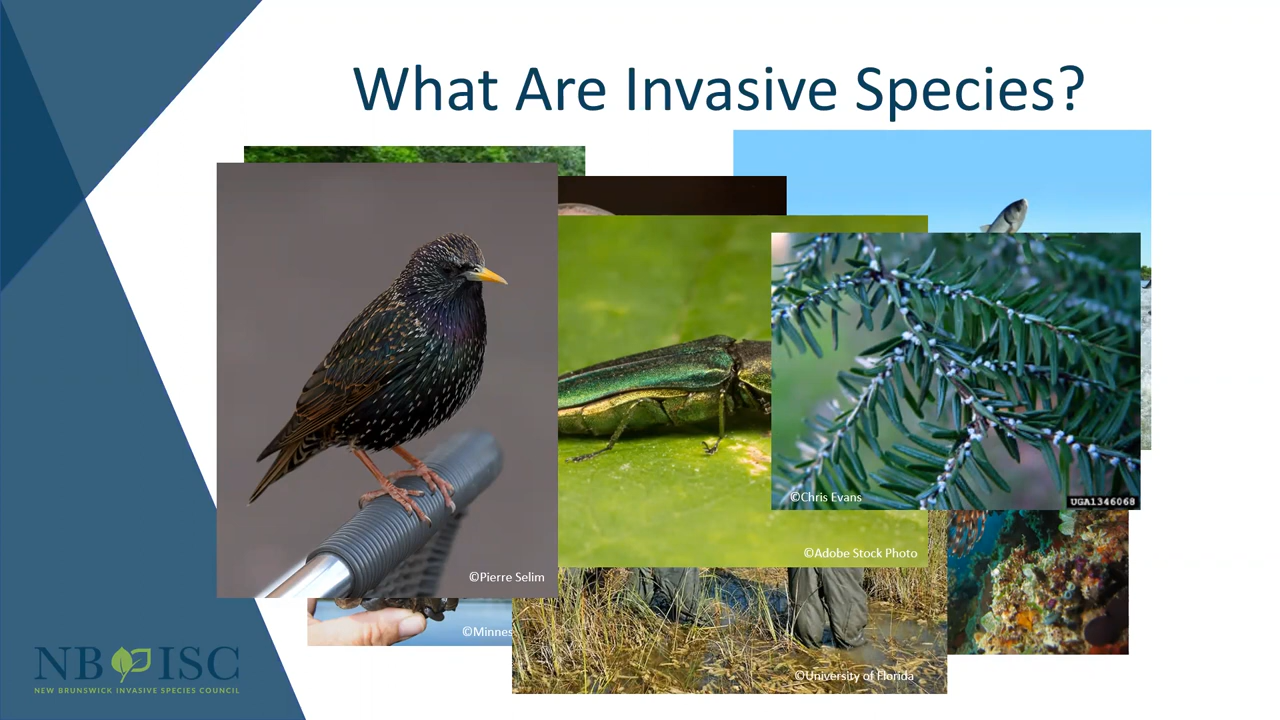 What Are Invasive Species?
©Chris Evans
UGA1346068
©Adobe Stock Photo
©Pierre Selim
©Minnes
©University of Florida
NB ISC
NEW BRUNSWICK INVASIVE SPECIES COUNCIL